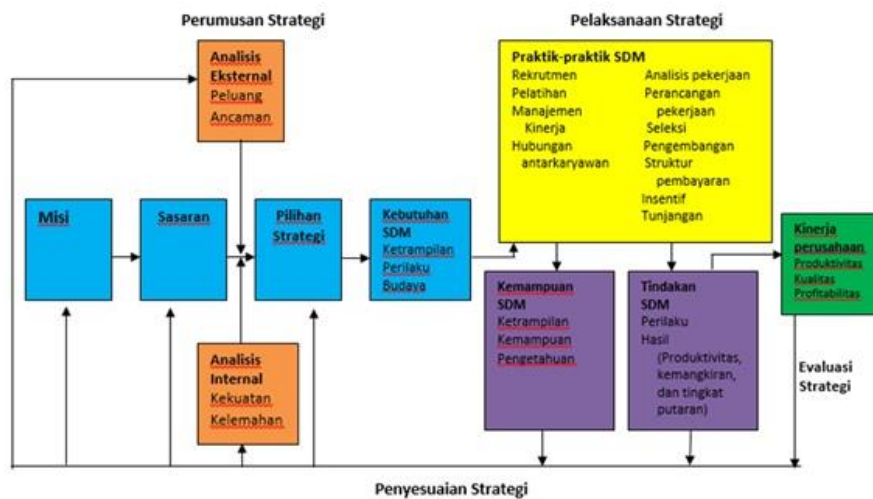 Perumusan Strategi
Pelaksanaan Strategi
Analisis
Eksternal
Peluang
Ancaman
Praktik-praktik SDM
Rekrutmen
Pelatihan
Manajemen
Kinerja
Hubungan
antarkaryawan
Analisis pekerjaan
Perancangan
pekerjaan
Seleksi
Pengembangan
Struktur
pembayaran
Insentif
Tunjangan
Misi
Sasaran
Pilihan
Strategi
Kebutuhan
SDM
Ketrampilan
Perilaku
Budaya
Kinerja
perusahaan
Produktivitas
Kualitas
Profitabilitas
Analisis
Internal
Kekuatan
Kelemahan
Kemampuan
SDM
Ketrampilan
Kemampuan
Pengetahuan
Tindakan
SDM
Perilaku
Hasil
(Produktivitas,
kemangkiran,
dan tingkat
putaran)
Evaluasi
Strategi
Penyesuaian Strategi